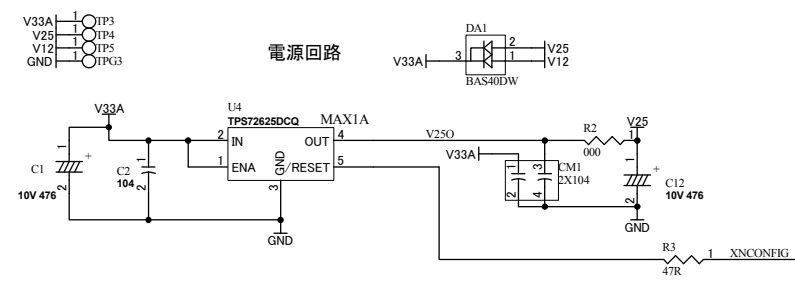 V33A 1 TP3
V25 1 TP4
V12 1 TP5
GND 1 TPG3
電源回路
DA1
V33A 3 2 V25
1 V12
BAS40DW
V33A
U4
TPS72625DCQ MAX1A
2 IN OUT 4 V25O
1 ENA GND /RESET 5
3
C1 1 + 2
10V 476
C2 1 2
104
GND
V33A
1 3 CM1
2X104
2 4
R2
000
V25
1
1 + 2 C12
10V 476
GND
R3
47R
1 XNCONFIG